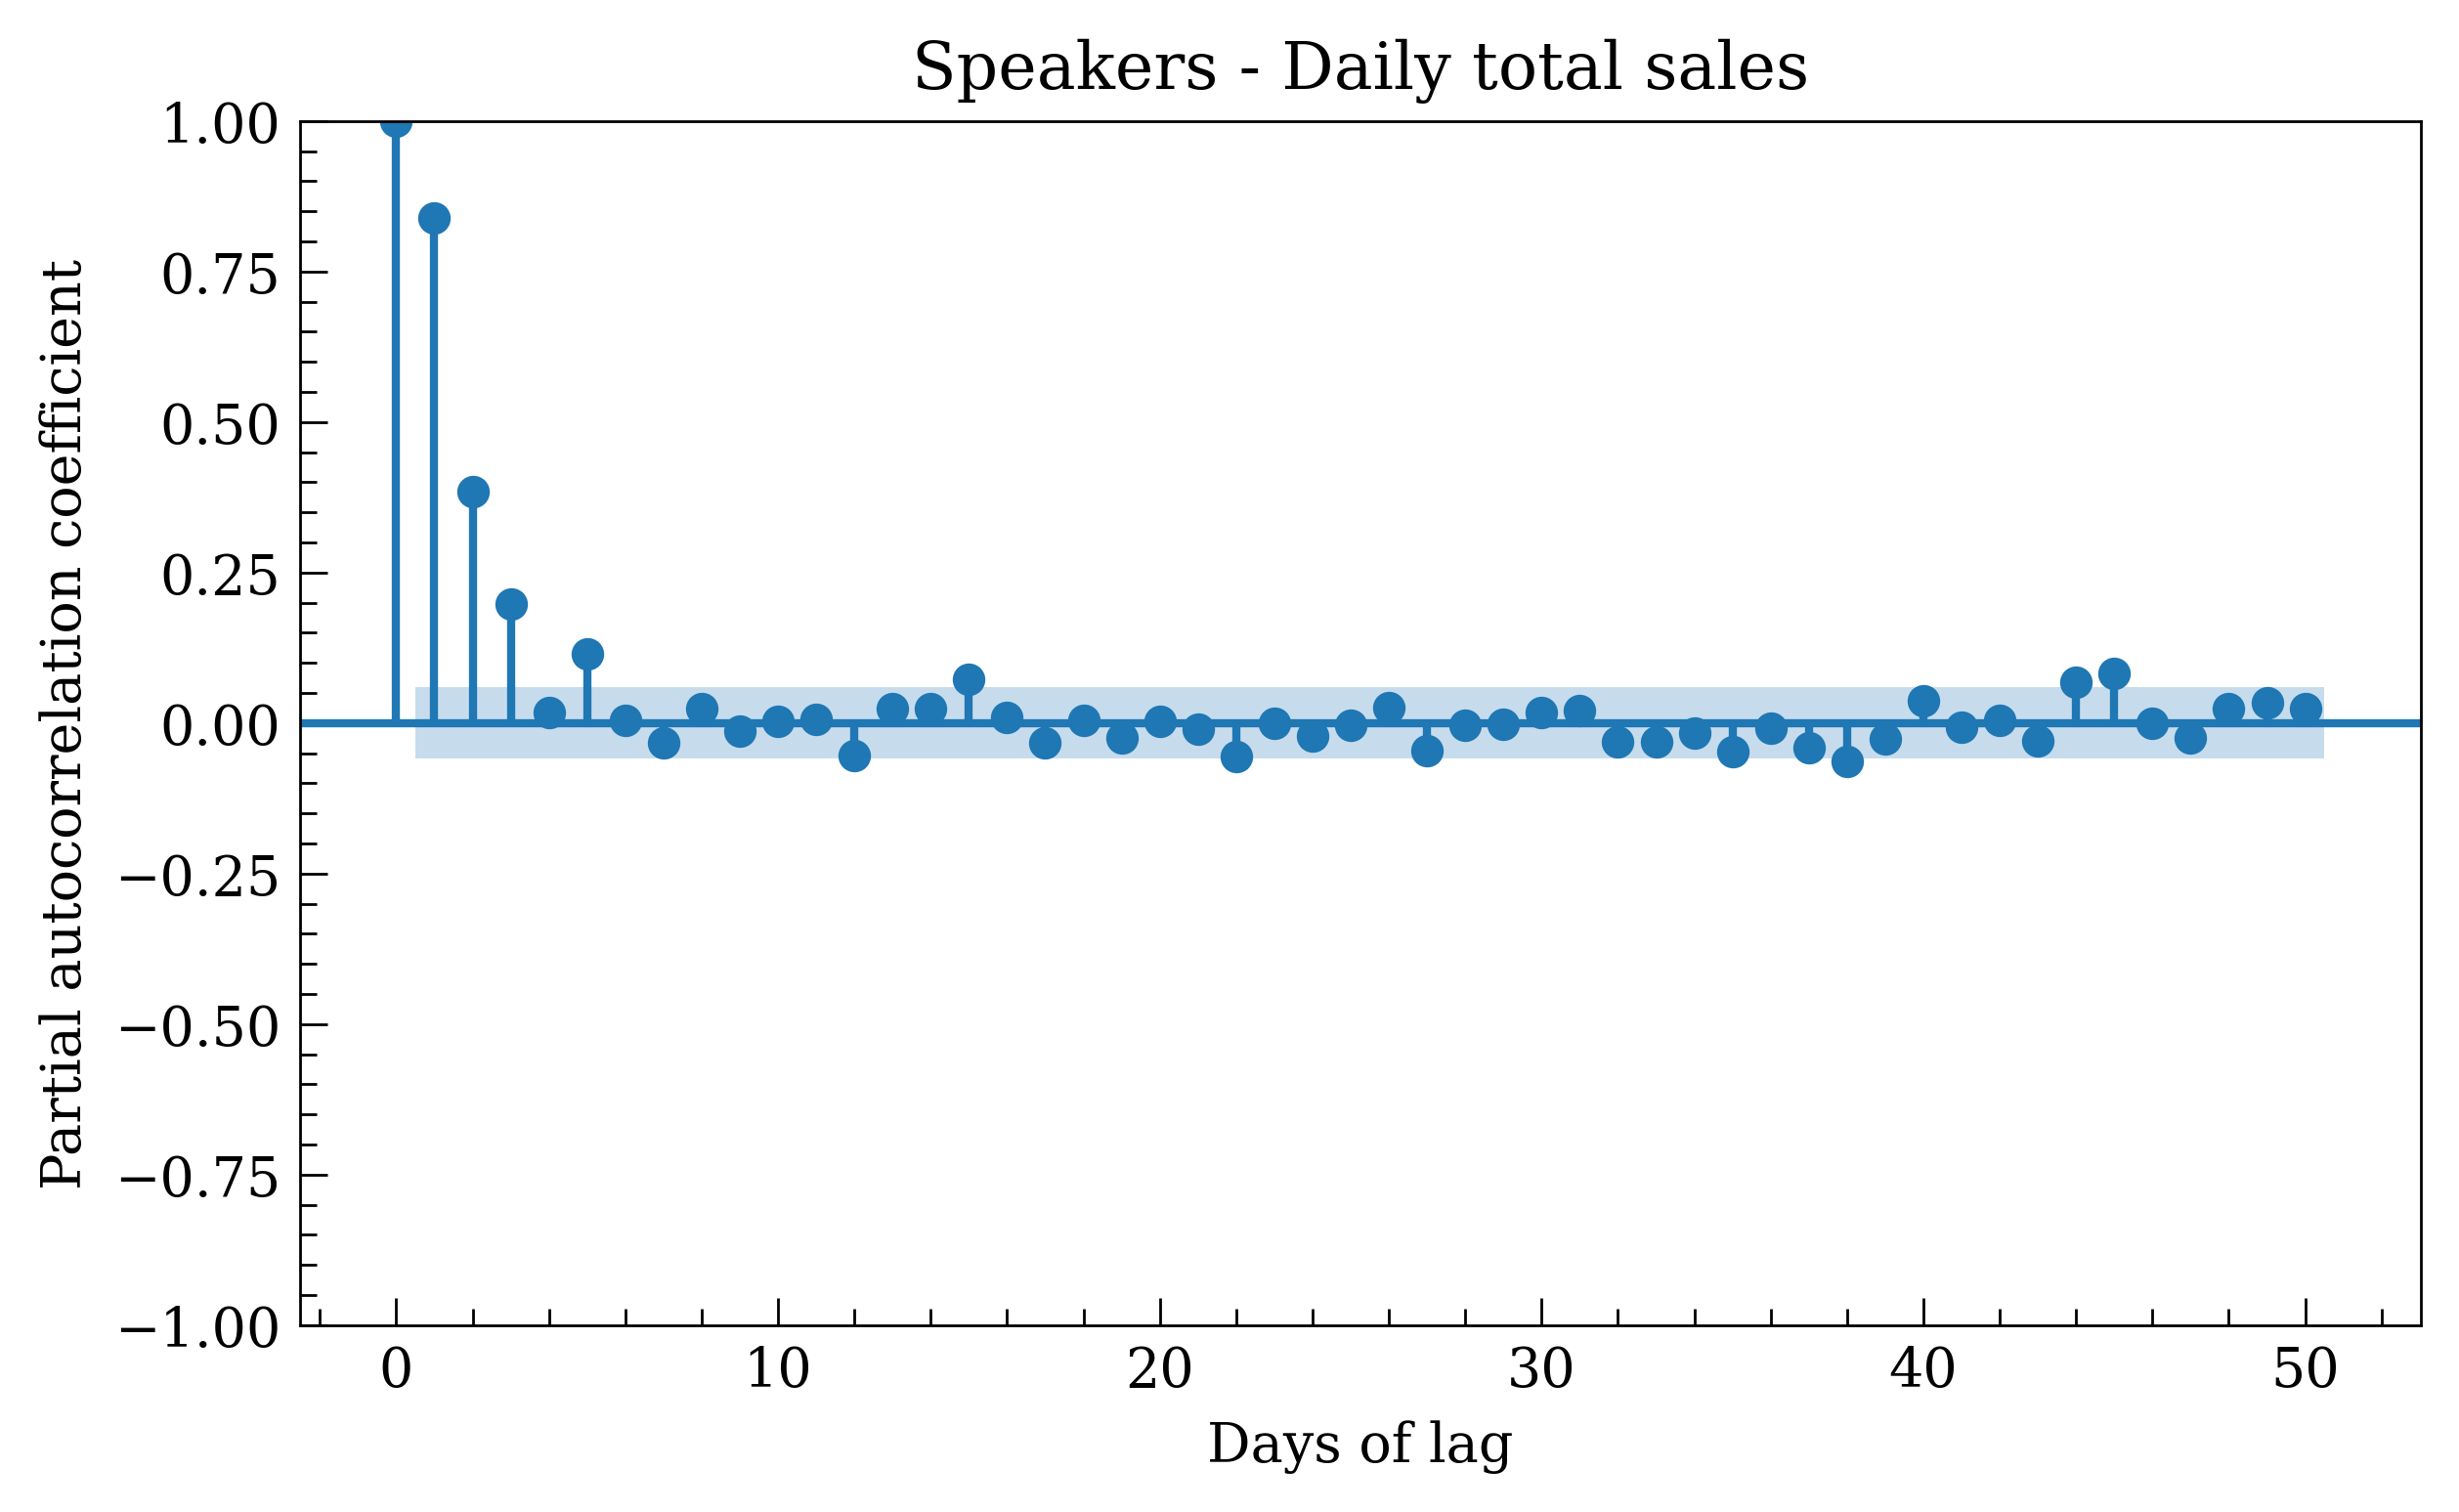 Speakers - Daily total sales
Partial autocorrelation coefficient
1.00
0.75
0.50
0.25
0.00
−0.25
−0.50
−0.75
−1.00
0 10 20 30 40 50
Days of lag